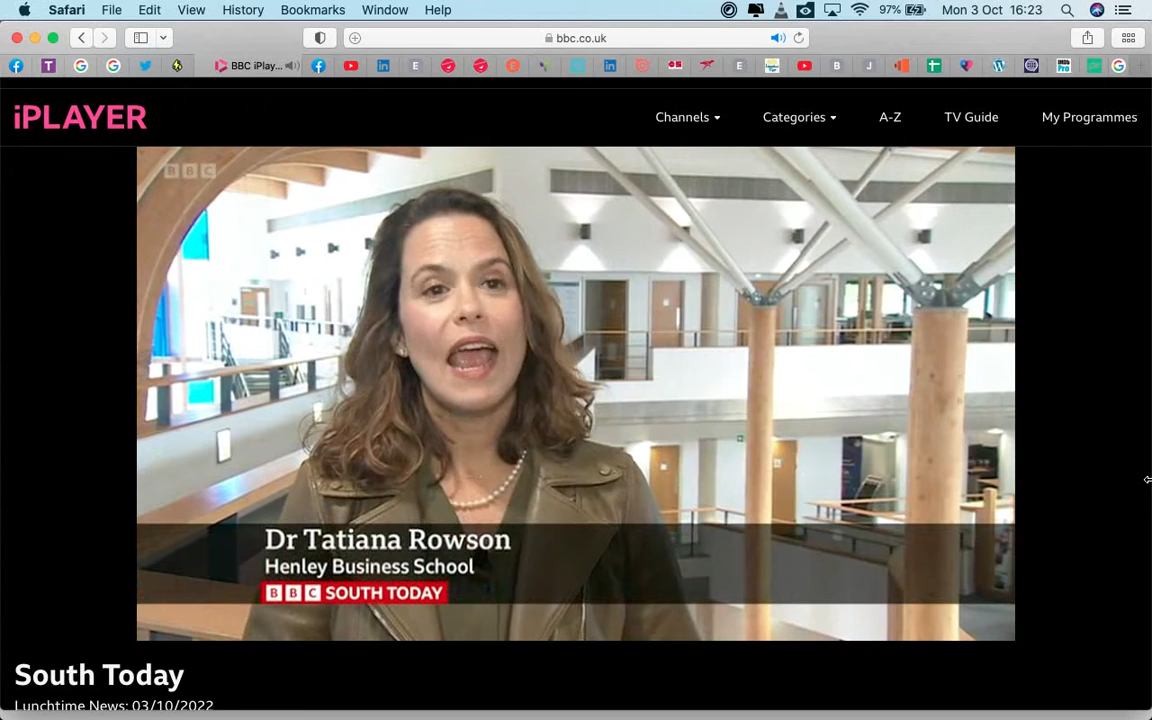 Safari File Edit View History Bookmarks Window Help 97% Mon 3 Oct 16:23
bbc.co.uk
BBC iPlay...
iPLAYER
Channels Categories A-Z TV Guide My Programmes
BBC
Dr Tatiana Rowson
Henley Business School
BBC SOUTH TODAY
South Today
Lunchtime News: 03/10/2022